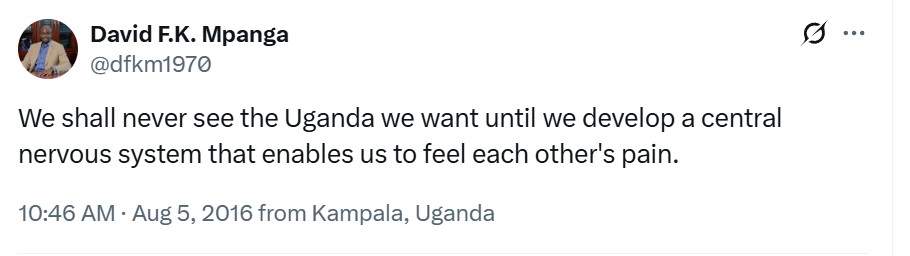 David F.K. Mpanga
@dfkm1970
We shall never see the Uganda we want until we develop a central
nervous system that enables us to feel each other's pain.
10:46 AM · Aug 5, 2016 from Kampala, Uganda